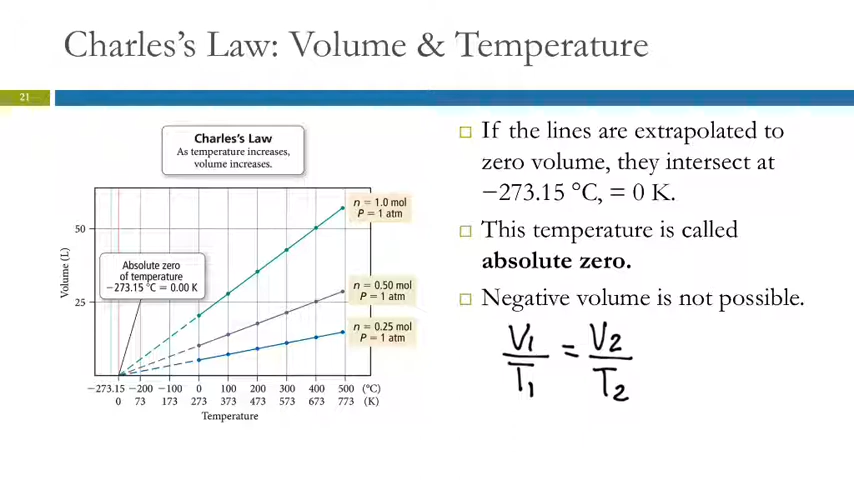 Charles's Law: Volume & Temperature
21
Charles's Law
As temperature increases,
volume increases.
n = 1.0 mol
P = 1 atm
50
Absolute zero
of temperature
−273.15 °C = 0.00 K
Volume (L)
n = 0.50 mol
P = 1 atm
25
n = 0.25 mol
P = 1 atm
−273.15 −200 −100 0 100 200 300 400 500 (°C)
0 73 173 273 373 473 573 673 773 (K)
Temperature
If the lines are extrapolated to
zero volume, they intersect at
−273.15 °C, = 0 K.
This temperature is called
absolute zero.
Negative volume is not possible.
V1 = V2
T1 T2